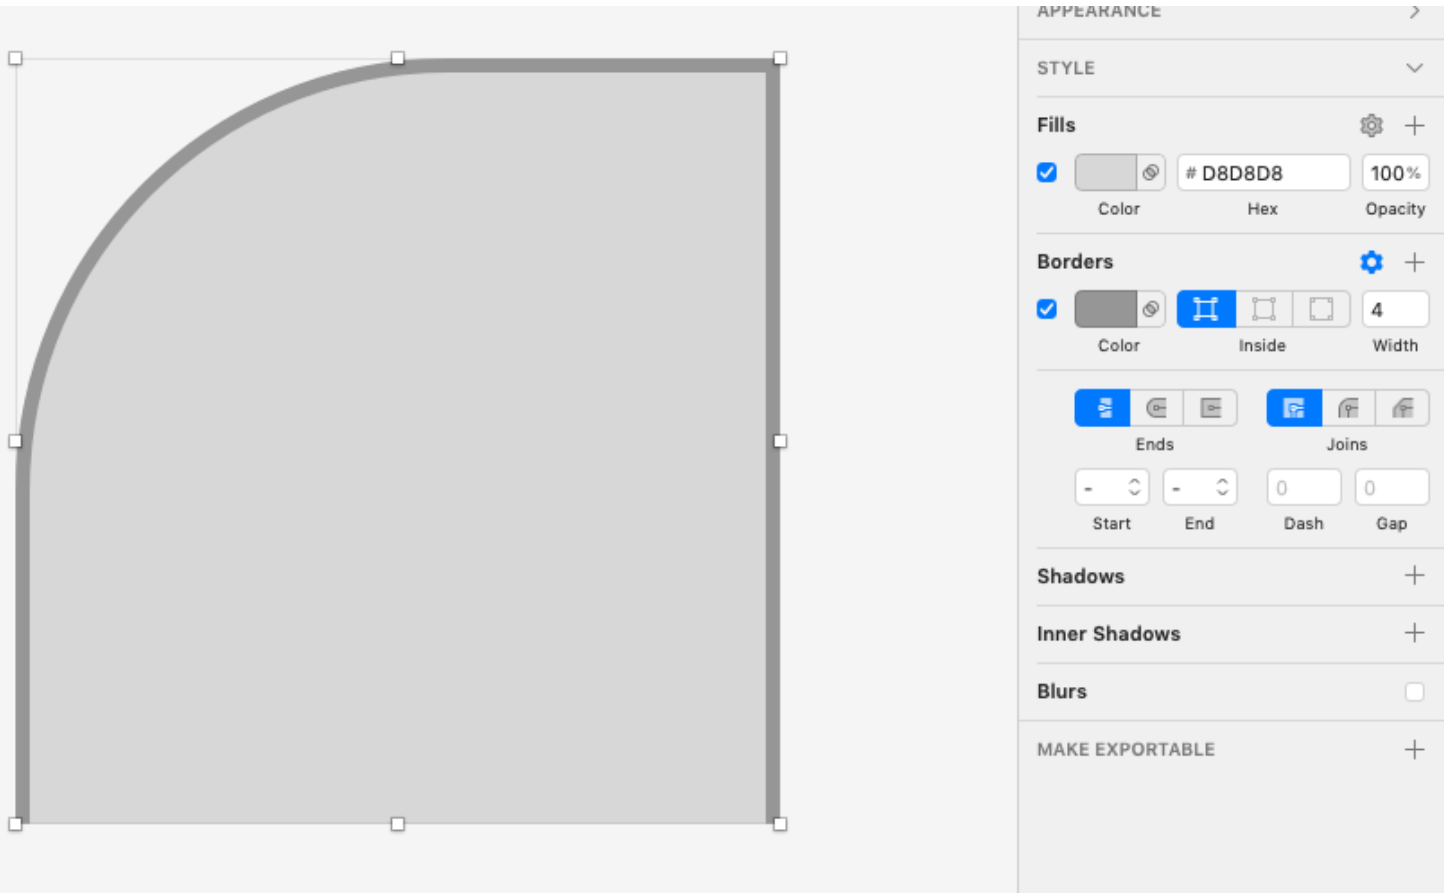 APPEARANCE
STYLE
Fills
# D8D8D8 100%
Color Hex Opacity
Borders
4
Color Inside Width
Ends Joins
- - 0 0
Start End Dash Gap
Shadows
Inner Shadows
Blurs
MAKE EXPORTABLE